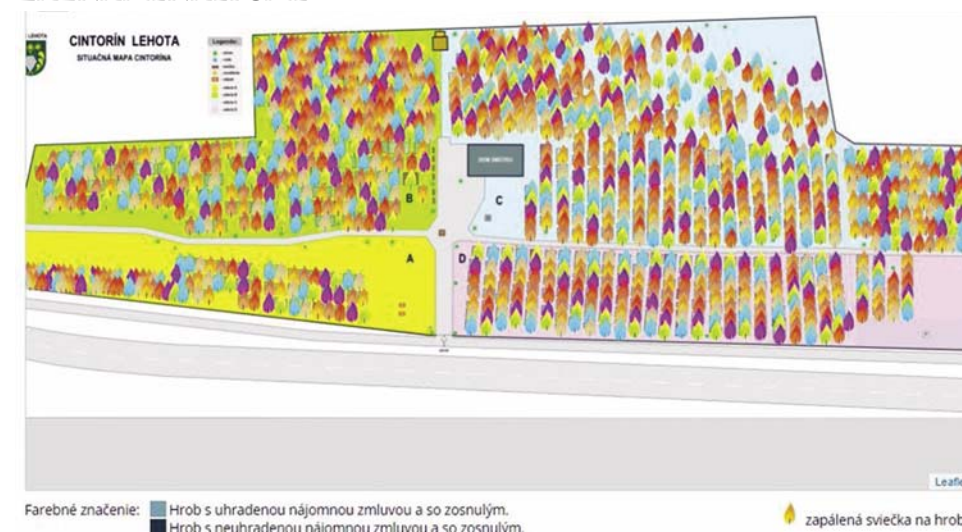 LEHOTA
CINTORÍN LEHOTA
SITUAČNÁ MAPA CINTORÍNA
Legenda:
DOM SMÚTKU
B
C
A
D
Leafle
Farebné značenie:
Hrob s uhradenou nájomnou zmluvou a so zosnulým.
Hrob s neuhradenou nájomnou zmluvou a so zosnulým.
zapálená sviečka na hrob